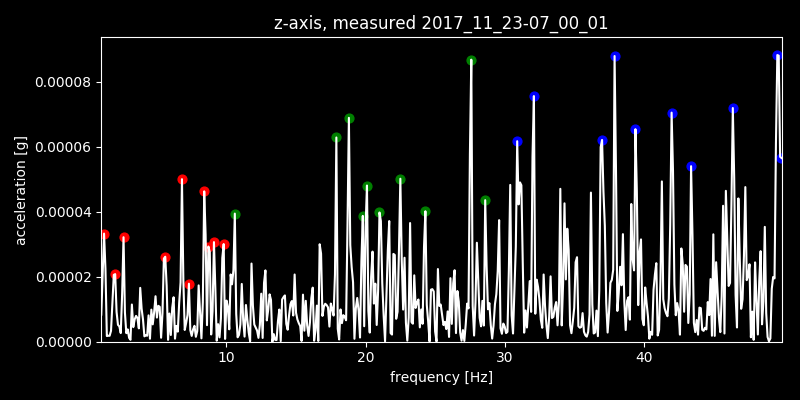 z-axis, measured 2017_11_23-07_00_01
0.00008
0.00006
0.00004
0.00002
0.00000
acceleration [g]
10 20 30 40
frequency [Hz]